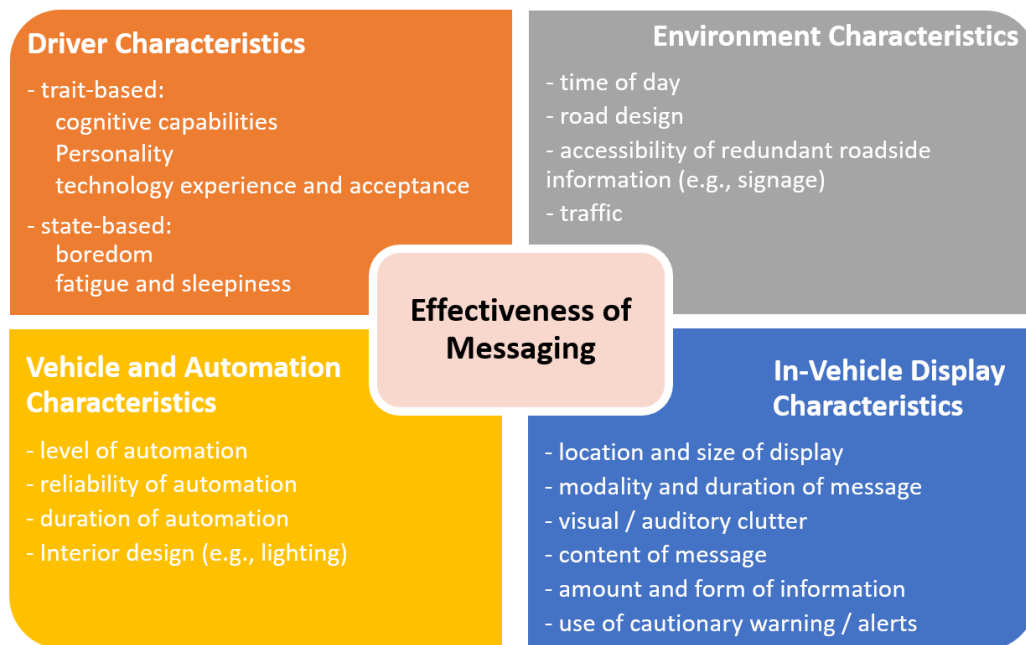 Driver Characteristics
- trait-based:
cognitive capabilities
Personality
technology experience and acceptance
- state-based:
boredom
fatigue and sleepiness
Environment Characteristics
- time of day
- road design
- accessibility of redundant roadside
information (e.g., signage)
- traffic
Effectiveness of
Messaging
Vehicle and Automation
Characteristics
- level of automation
- reliability of automation
- duration of automation
- Interior design (e.g., lighting)
In-Vehicle Display
Characteristics
- location and size of display
- modality and duration of message
- visual / auditory clutter
- content of message
- amount and form of information
- use of cautionary warning / alerts